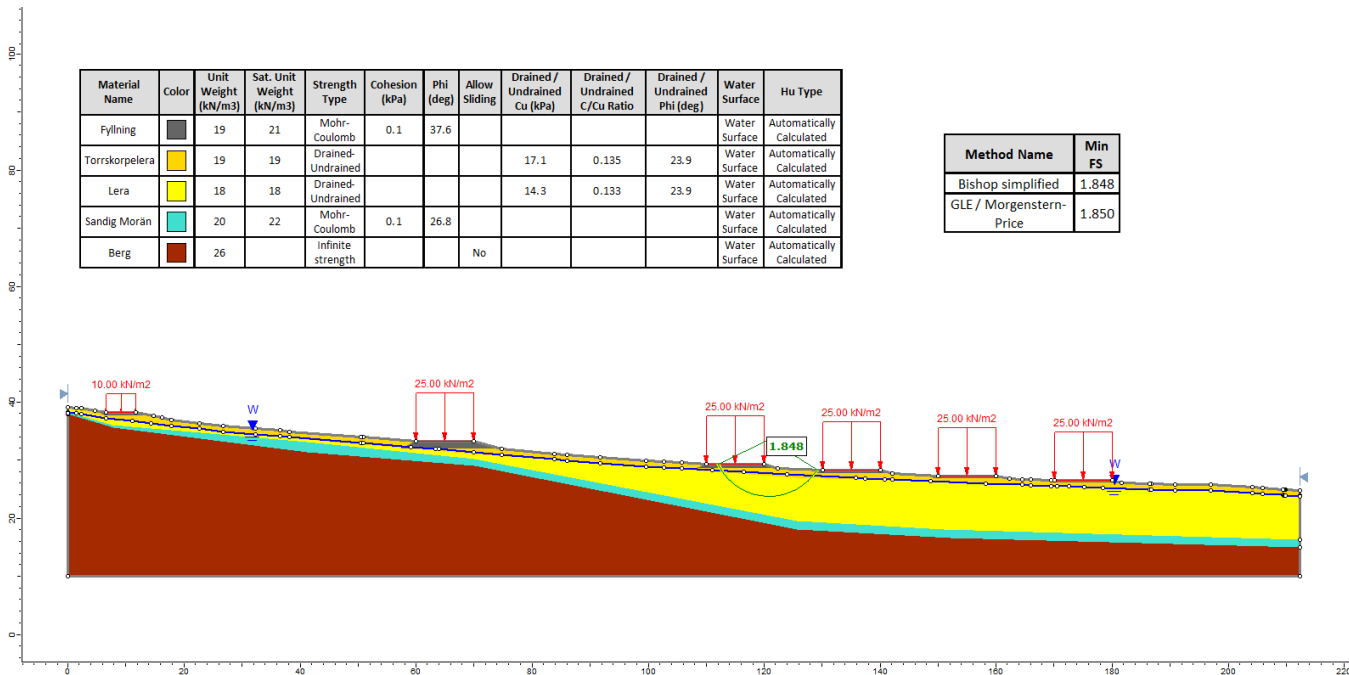 100
80
60
40
20
0
Material Name Color Unit Weight (kN/m3) Sat. Unit Weight (kN/m3) Strength Type Cohesion (kPa) Phi (deg) Allow Sliding Drained / Undrained Cu (kPa) Drained / Undrained C/Cu Ratio Drained / Undrained Phi (deg) Water Surface Hu Type
Fyllning 19 21 Mohr-Coulomb 0.1 37.6 Water Surface Automatically Calculated
Torrskorpelera 19 19 Drained-Undrained 17.1 0.135 23.9 Water Surface Automatically Calculated
Lera 18 18 Drained-Undrained 14.3 0.133 23.9 Water Surface Automatically Calculated
Sandig Morän 20 22 Mohr-Coulomb 0.1 26.8 Water Surface Automatically Calculated
Berg 26 Infinite strength No Water Surface Automatically Calculated
Method Name Min FS
Bishop simplified 1.848
GLE / Morgenstern-Price 1.850
10.00 kN/m2
25.00 kN/m2
W
25.00 kN/m2
25.00 kN/m2
25.00 kN/m2
25.00 kN/m2
1.848
W
0 20 40 60 80 100 120 140 160 180 200 220